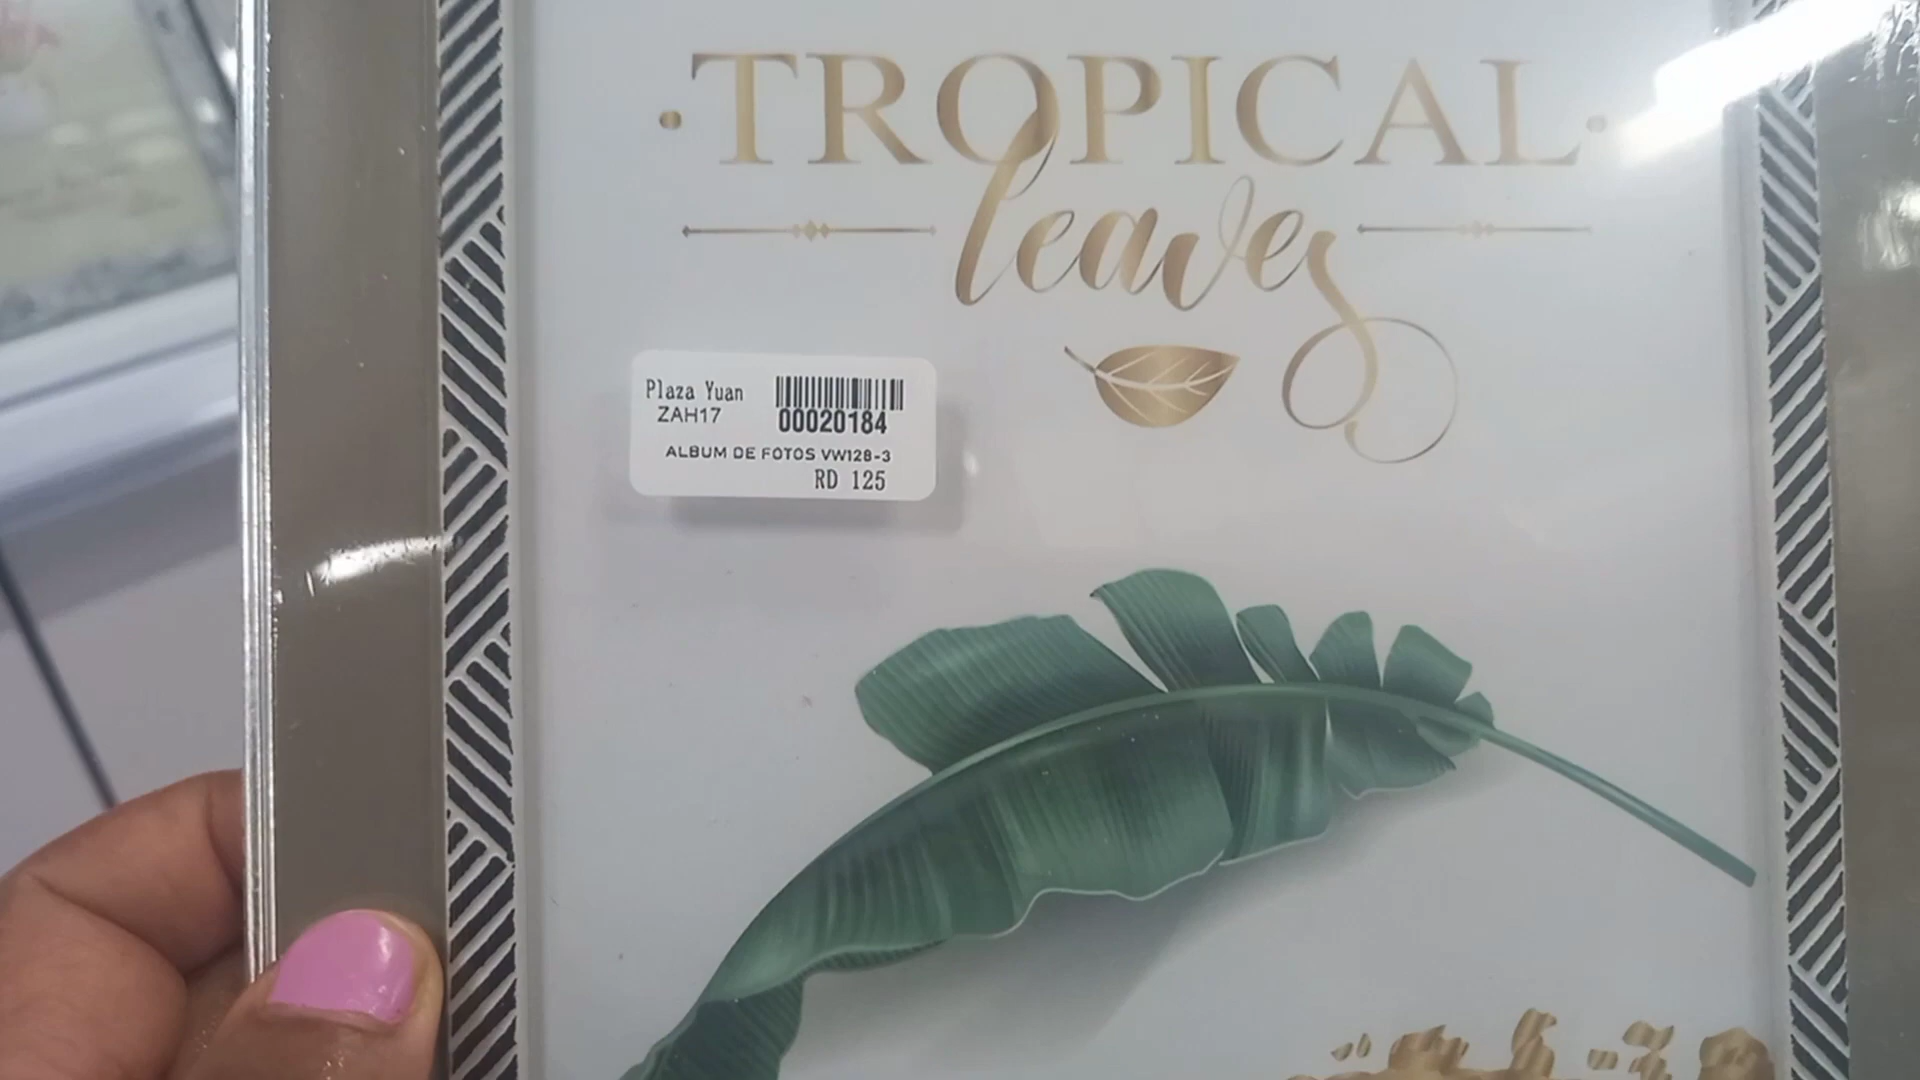 ·TROPICAL·
leaves
Plaza Yuan
ZAH17
00020184
ALBUM DE FOTOS VW128-3
RD 125